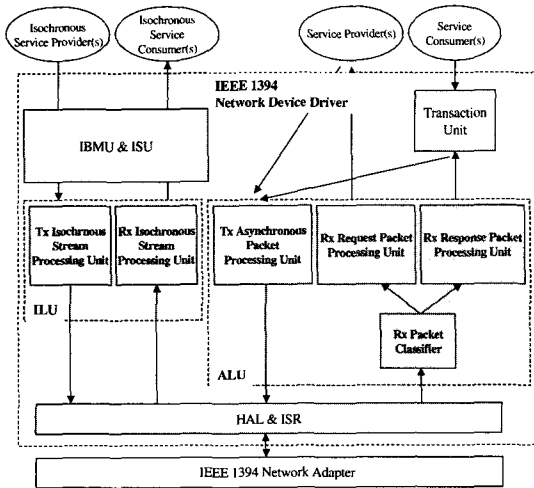 Isochronous
Service Provider(s)
Isochronous
Service
Consumer(s)
Service Provider(s)
Service
Consumer(s)
IEEE 1394
Network Device Driver
Transaction
Unit
IBMU & ISU
Tx Isochrnous
Stream
Processing Unit
Rx Isochronous
Stream
Processing Unit
Tx Asynchronous
Packet
Processing Unit
Rx Request Packet
Processing Unit
Rx Response Packet
Processing Unit
ILU
Rx Packet
Classifier
ALU
HAL & ISR
IEEE 1394 Network Adapter